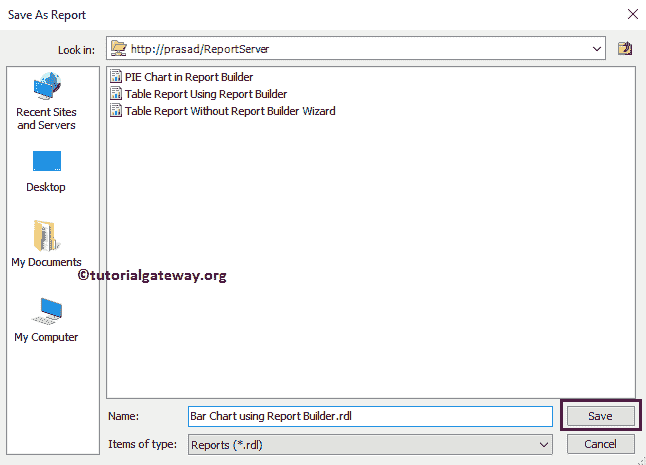 Save As Report
Look in: http://prasad/ReportServer
Recent Sites
and Servers
Desktop
My Documents
My Computer
PIE Chart in Report Builder
Table Report Using Report Builder
Table Report Without Report Builder Wizard
©tutorialgateway.org
Name: Bar Chart using Report Builder.rdl
Save
Items of type: Reports (*.rdl)
Cancel